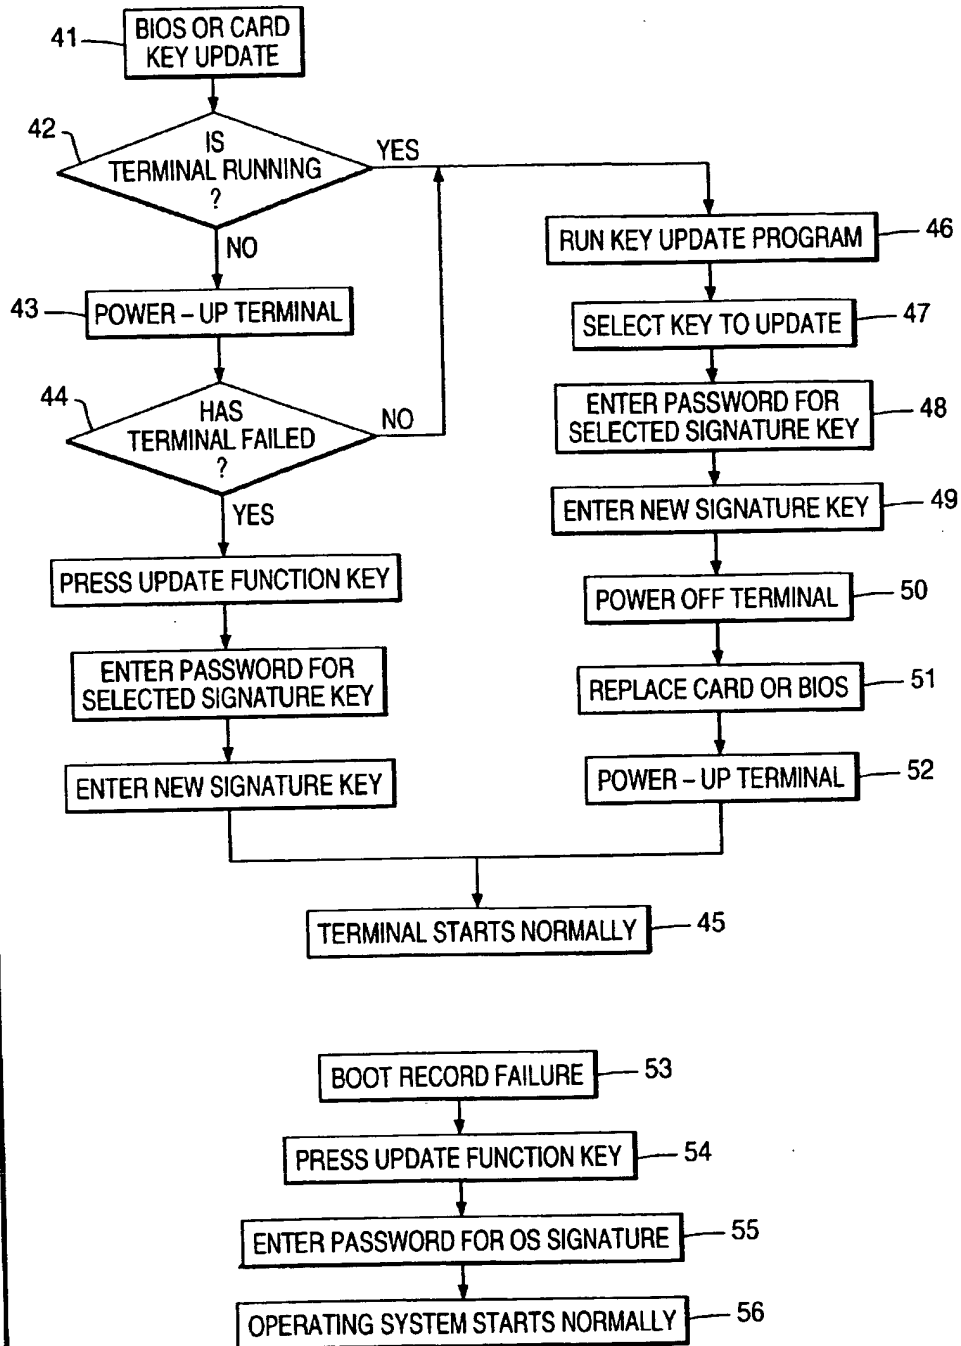 41
BIOS OR CARD
KEY UPDATE
42
IS
TERMINAL RUNNING
?
YES
NO
43
POWER – UP TERMINAL
44
HAS
TERMINAL FAILED
?
NO
YES
PRESS UPDATE FUNCTION KEY
ENTER PASSWORD FOR
SELECTED SIGNATURE KEY
ENTER NEW SIGNATURE KEY
RUN KEY UPDATE PROGRAM
46
SELECT KEY TO UPDATE
47
ENTER PASSWORD FOR
SELECTED SIGNATURE KEY
48
ENTER NEW SIGNATURE KEY
49
POWER OFF TERMINAL
50
REPLACE CARD OR BIOS
51
POWER – UP TERMINAL
52
TERMINAL STARTS NORMALLY
45
BOOT RECORD FAILURE
53
PRESS UPDATE FUNCTION KEY
54
ENTER PASSWORD FOR OS SIGNATURE
55
OPERATING SYSTEM STARTS NORMALLY
56